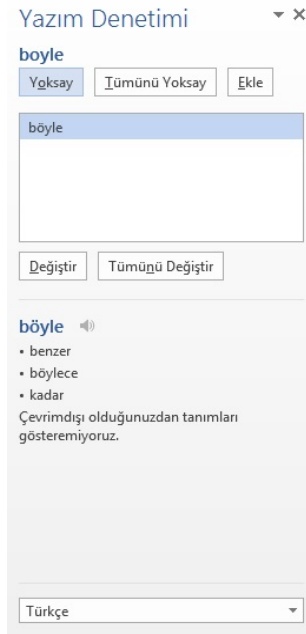 Yazım Denetimi
boyle
Yoksay Tümünü Yoksay Ekle
böyle
Değiştir Tümünü Değiştir
böyle
• benzer
• böylece
• kadar
Çevrimdışı olduğunuzdan tanımları
gösteremiyoruz.
Türkçe